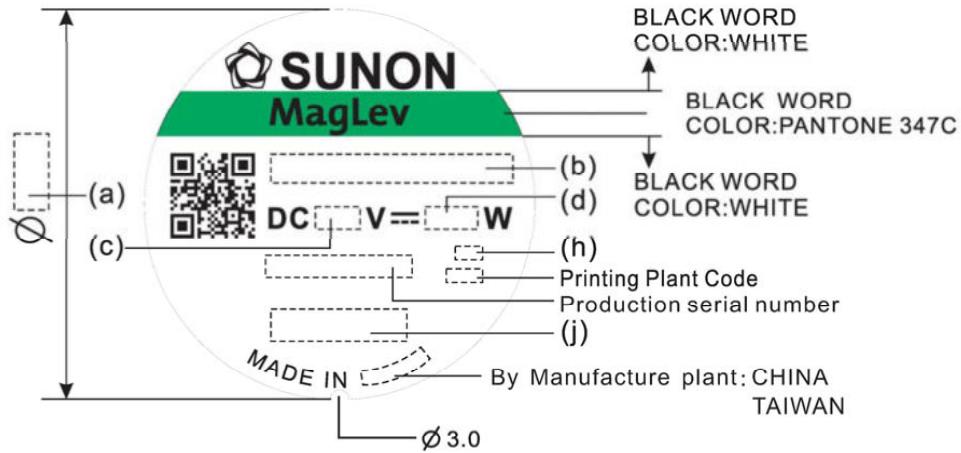 BLACK WORD
COLOR:WHITE
SUNON
MagLev
BLACK WORD
COLOR:PANTONE 347C
(a)
(b)
BLACK WORD
COLOR:WHITE
(d)
DC V⎓ W
(c)
(h)
Printing Plant Code
Production serial number
(j)
MADE IN
By Manufacture plant: CHINA
TAIWAN
Ø
Ø 3.0